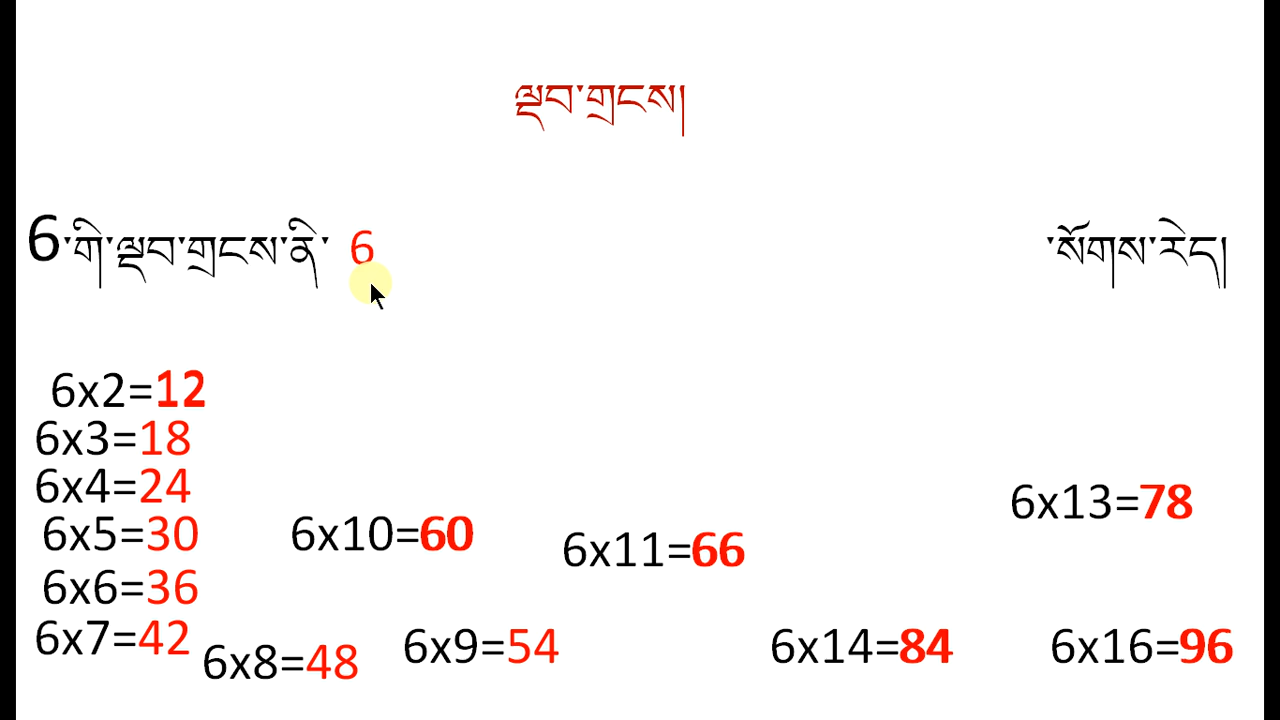 ལྡབ་གྲངས།
6་གི་ལྡབ་གྲངས་ནི་ 6 ་སོགས་རེད།
6x2=12
6x3=18
6x4=24
6x5=30
6x6=36
6x7=42
6x8=48
6x9=54
6x10=60
6x11=66
6x13=78
6x14=84
6x16=96